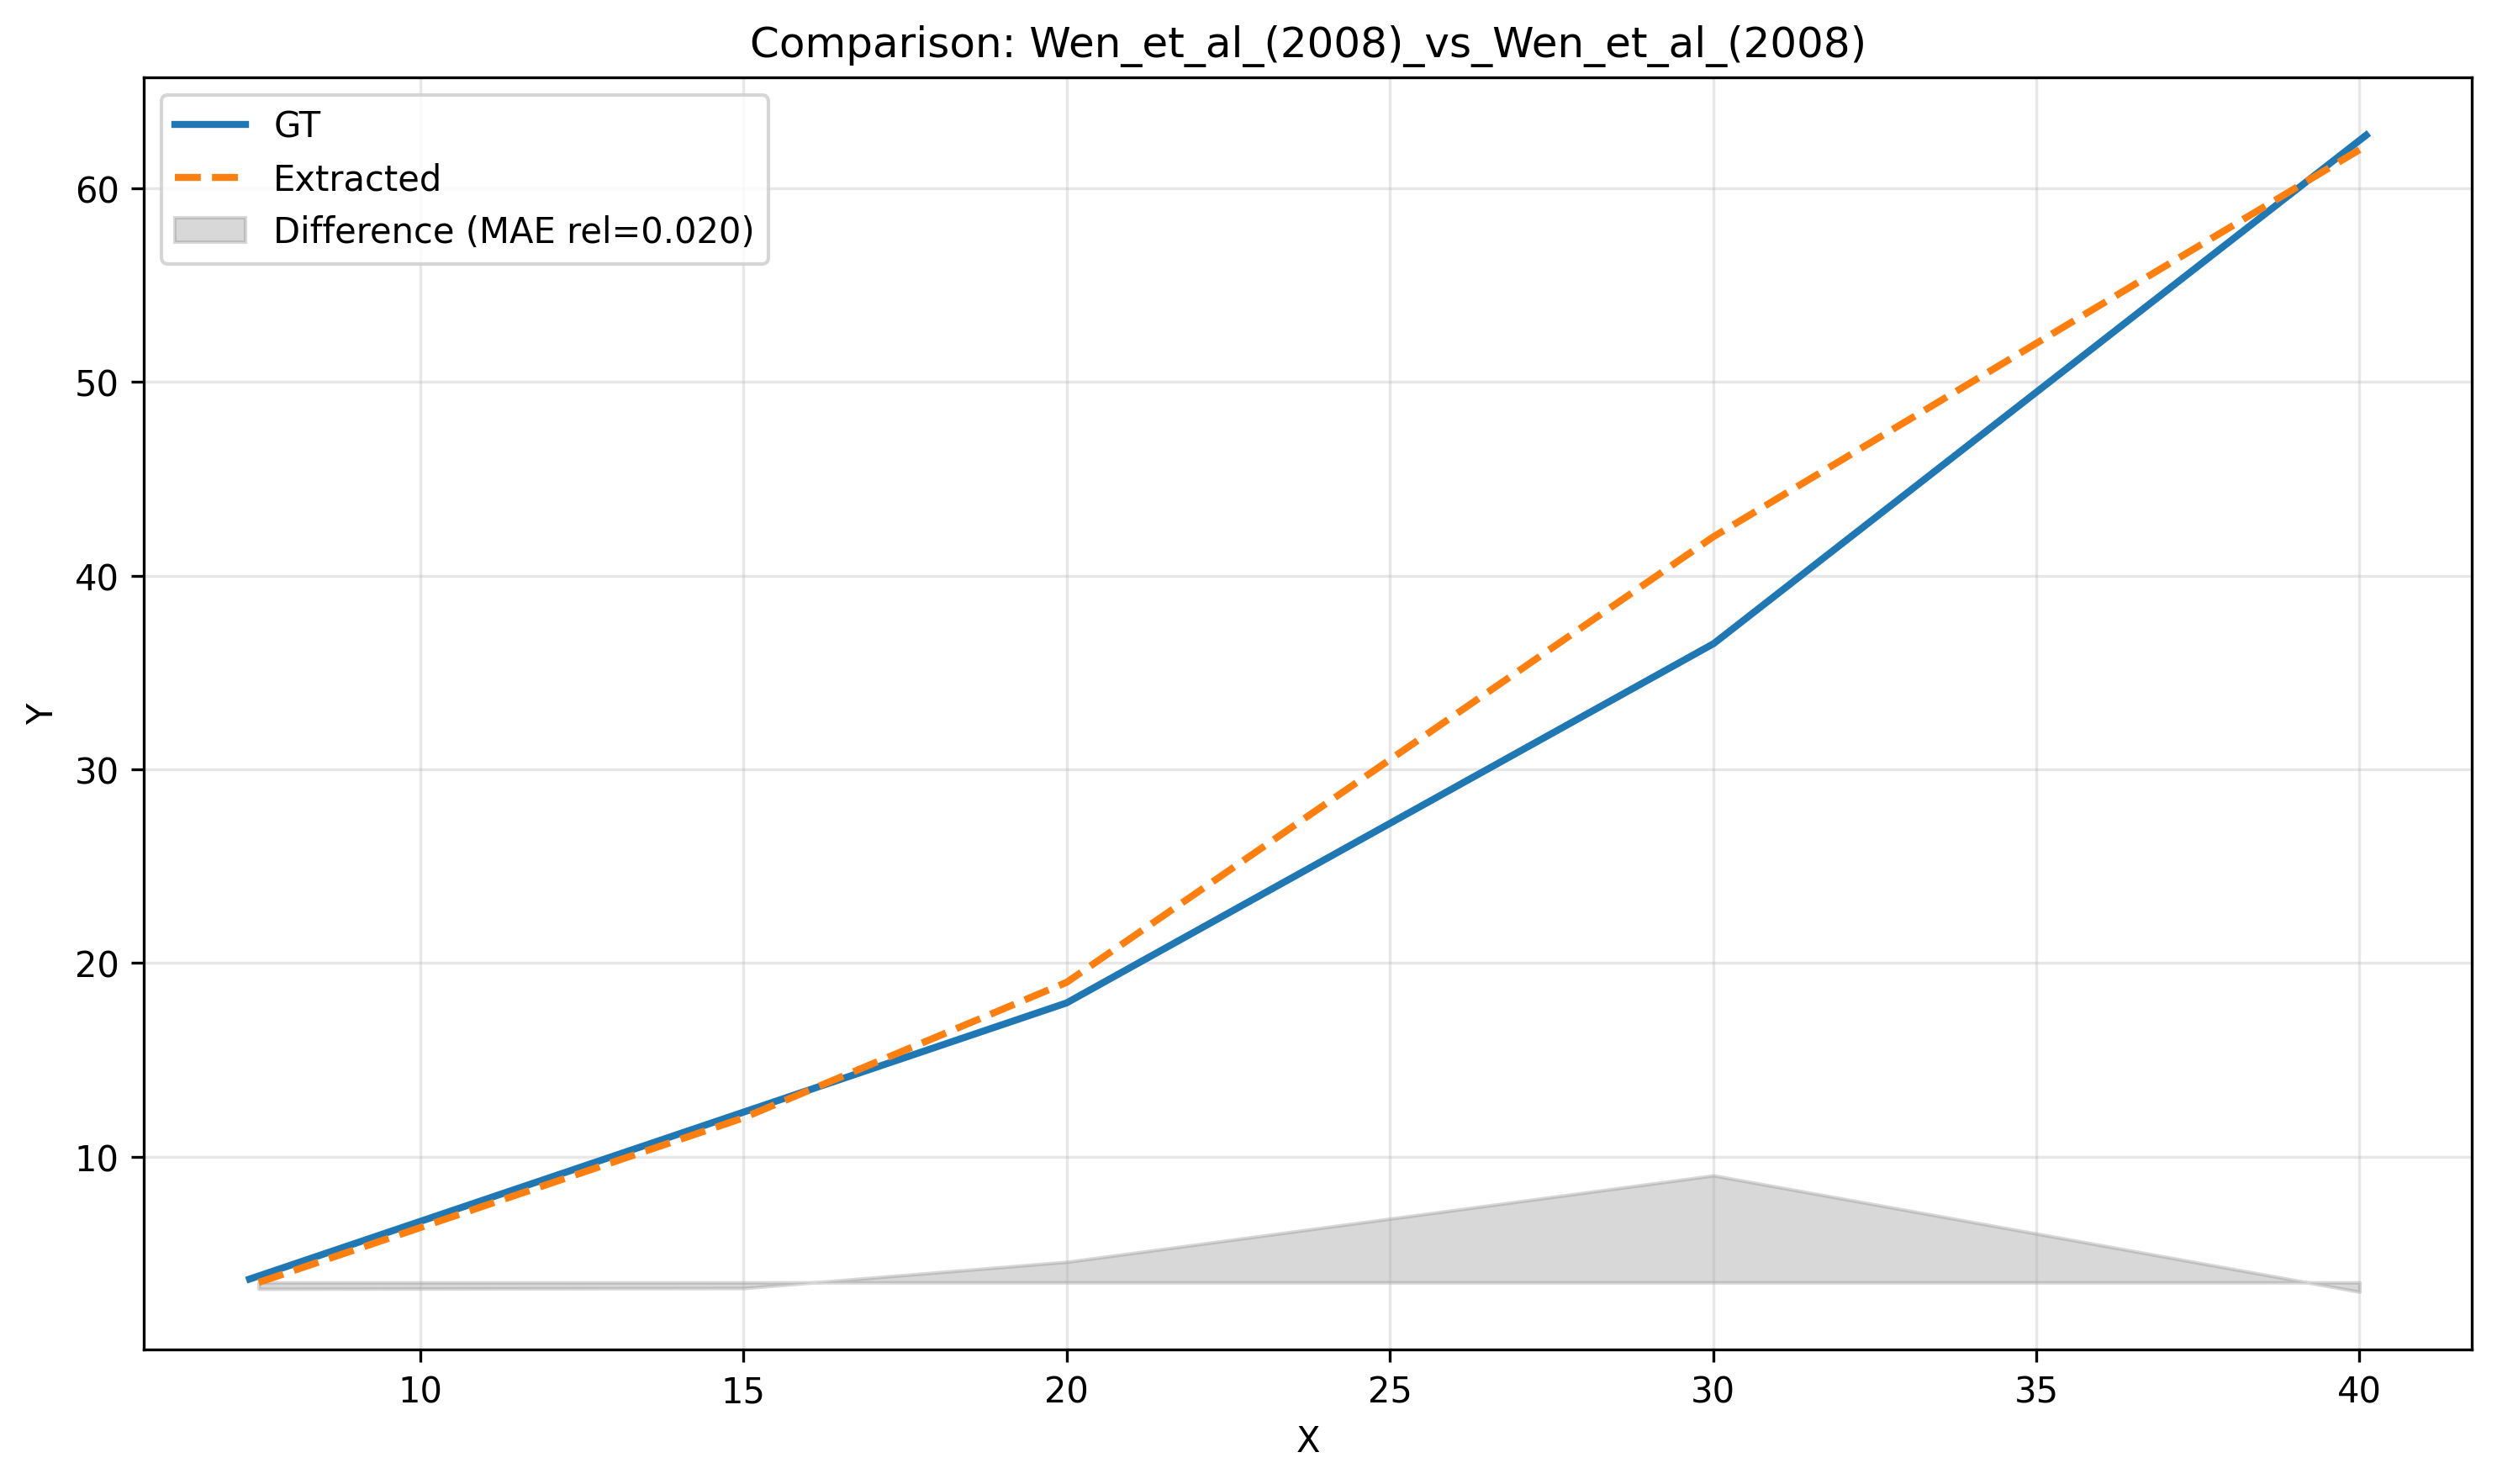 Comparison: Wen_et_al_(2008)_vs_Wen_et_al_(2008)
GT
Extracted
Difference (MAE rel=0.020)
60
50
40
30
20
10
Y
10 15 20 25 30 35 40
X